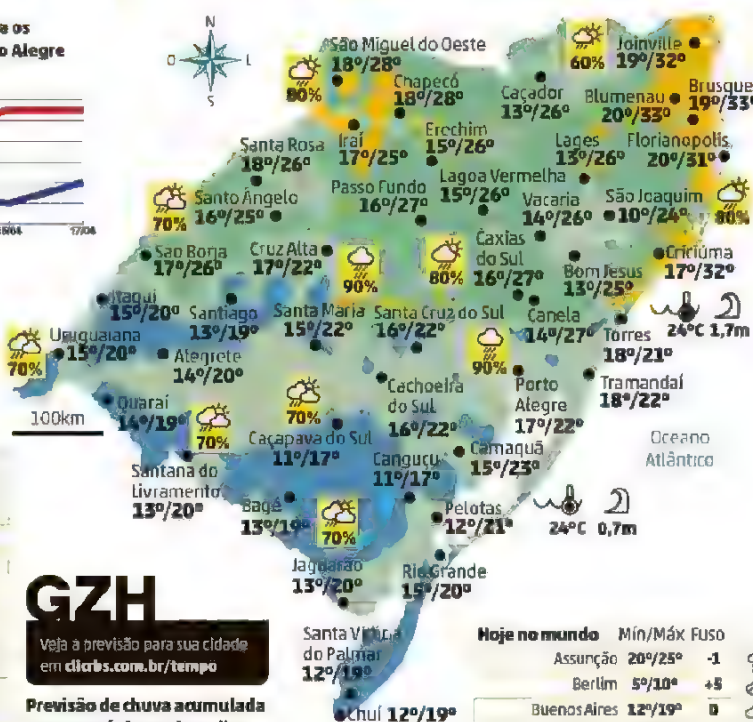 o Alegre
N
O
L
S
São Miguel do Oeste
18º/28º
80%
Chapecó
18º/28º
60%
Joinville
19º/32º
Caçador
13º/26º
Blumenau
20º/33º
Brusque
19º/33º
Iraí
17º/25º
Erechim
15º/26º
Santa Rosa
18º/26º
Lages
13º/26º
Florianopolis
20º/31º
Passo Fundo
16º/27º
Lagoa Vermelha
15º/26º
70%
Santo Ângelo
16º/25º
Vacaria
14º/26º
São Joaquim
10º/24º
80%
Sao Borja
17º/26º
Cruz Alta
17º/22º
90%
80%
Caxias
do Sul
16º/27º
Bom Jesus
13º/25º
Criciúma
17º/32º
Itaqui
15º/20º
Santiago
13º/19º
Santa Maria
15º/22º
Santa Cruz do Sul
16º/22º
Canela
14º/27º
24ºC 1,7m
Torres
18º/21º
70%
Uruguaiana
15º/20º
Alegrete
14º/20º
90%
Porto
Alegre
17º/22º
Tramandaí
18º/22º
100km
Quaraí
14º/19º
70%
70%
Cachoeira
do Sul
16º/22º
Caçapava do Sul
11º/17º
Camaquã
15º/23º
Oceano
Atlântico
Santana do
Livramento
13º/20º
Canguçu
11º/17º
Bagé
13º/19º
70%
Pelotas
12º/21º
24ºC 0,7m
Jaguarão
13º/20º
Rio Grande
15º/20º
GZH
Veja a previsão para sua cidade
em clicrbs.com.br/tempo
Santa Vitória
do Palmar
12º/19º
Chuí 12º/19º
Hoje no mundo Mín/Máx Fuso
Assunção 20º/25º -1
Berlim 5º/10º +5
Buenos Aires 12º/19º 0
Previsão de chuva acumulada